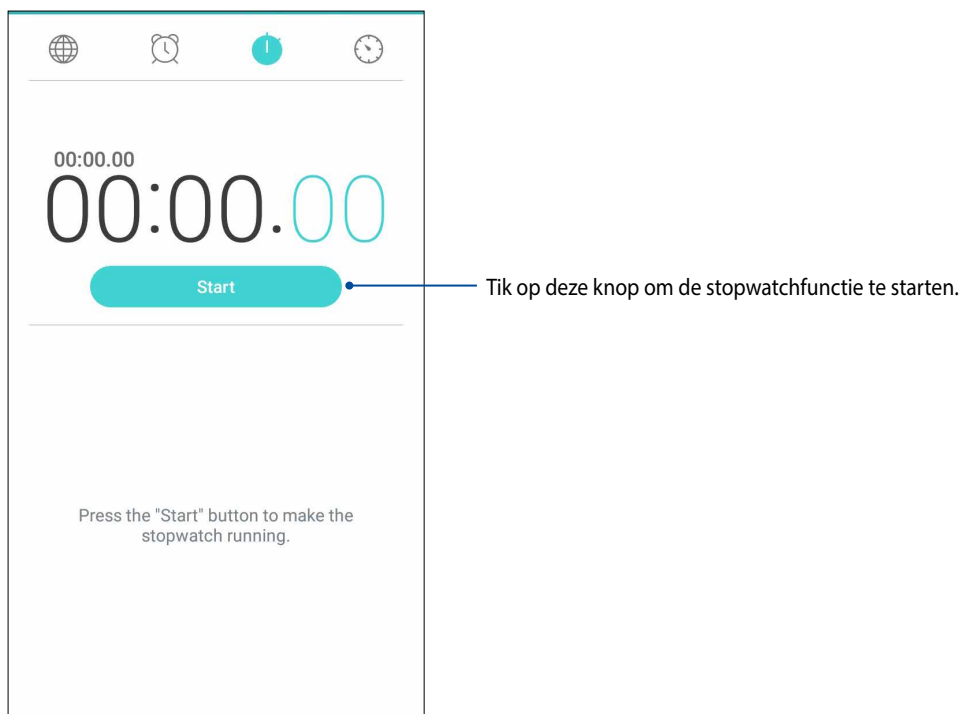 00:00.00
00:00.00
Start
Tik op deze knop om de stopwatchfunctie te starten.
Press the "Start" button to make the
stopwatch running.